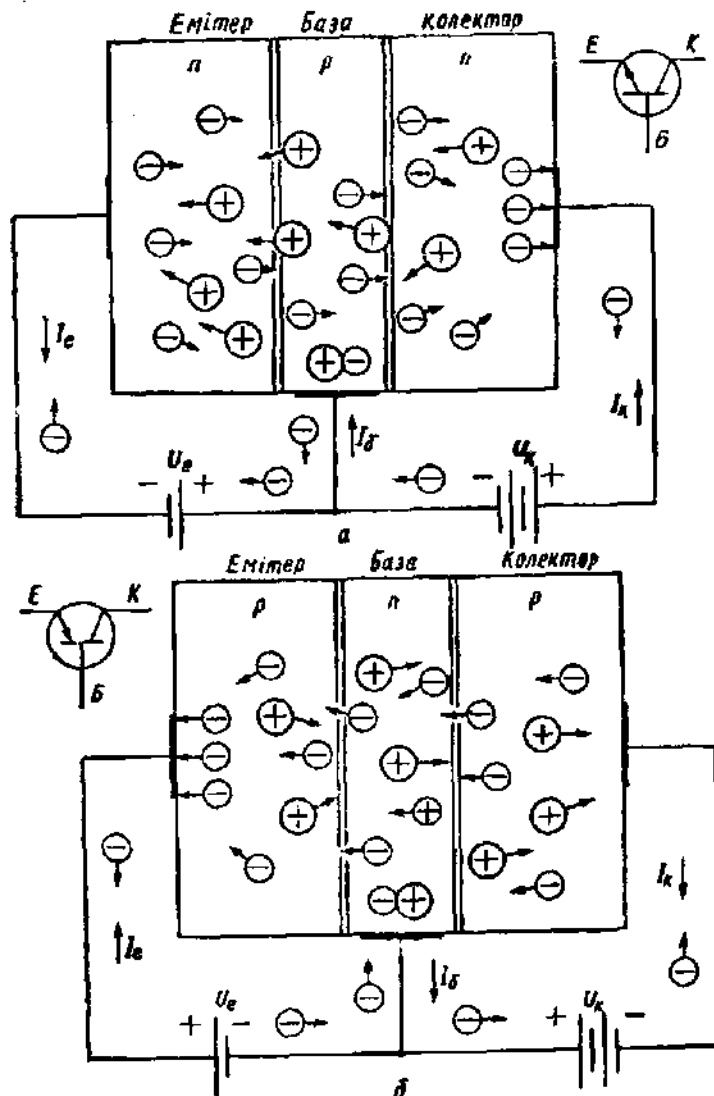 Емітер База Колектор
n p n
E K
Б
Iе
Iк
Iб
Uе Uк
− + − +
а
Емітер База Колектор
p n p
E K
Б
Iе
Iк
Iб
Uе Uк
+ − + −
б